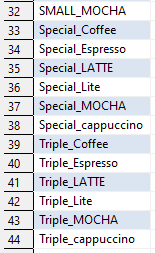 32 SMALL_MOCHA
33 Special_Coffee
34 Special_Espresso
35 Special_LATTE
36 Special_Lite
37 Special_MOCHA
38 Special_cappuccino
39 Triple_Coffee
40 Triple_Espresso
41 Triple_LATTE
42 Triple_Lite
43 Triple_MOCHA
44 Triple_cappuccino